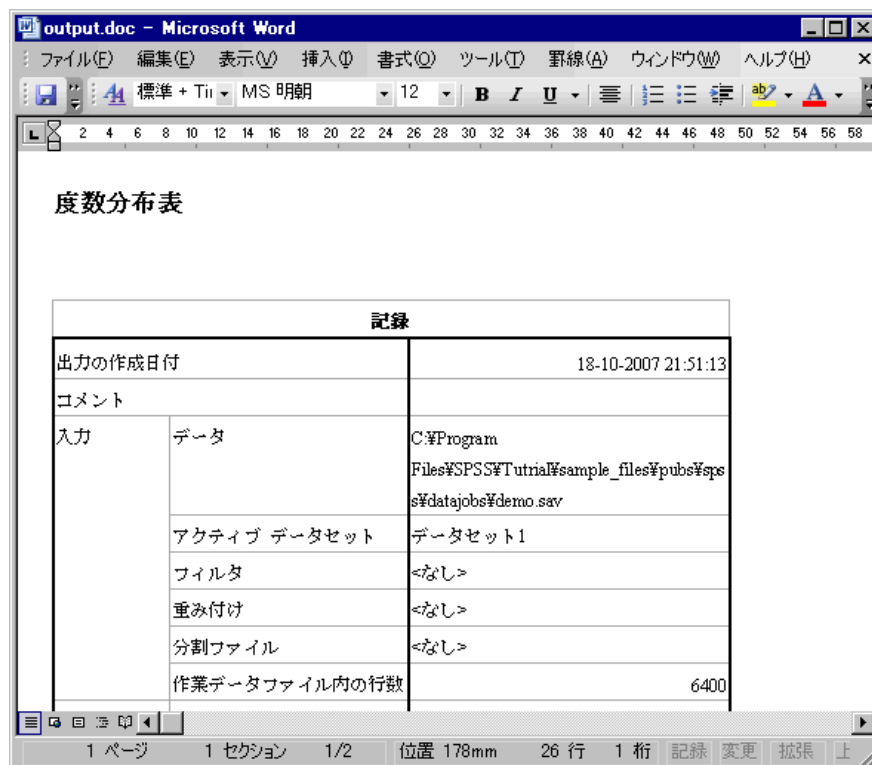 output.doc - Microsoft Word
ファイル(F) 編集(E) 表示(V) 挿入(I) 書式(O) ツール(T) 罫線(A) ウィンドウ(W) ヘルプ(H) ×
標準 + Tii MS 明朝 12 B I U A
L 2 4 6 8 10 12 14 16 18 20 22 24 26 28 30 32 34 36 38 40 42 44 46 48 50 52 54 56 58
度数分布表
記録
出力の作成日付 18-10-2007 21:51:13
コメント
入力 データ C:¥Program
Files¥SPSS¥Tutrial¥sample_files¥pubs¥sps
s¥datajobs¥demo.sav
アクティブ データセット データセット1
フィルタ <なし>
重み付け <なし>
分割ファイル <なし>
作業データファイル内の行数 6400
1 ページ 1 セクション 1/2 位置 178mm 26 行 1 桁 記録 変更 拡張 上